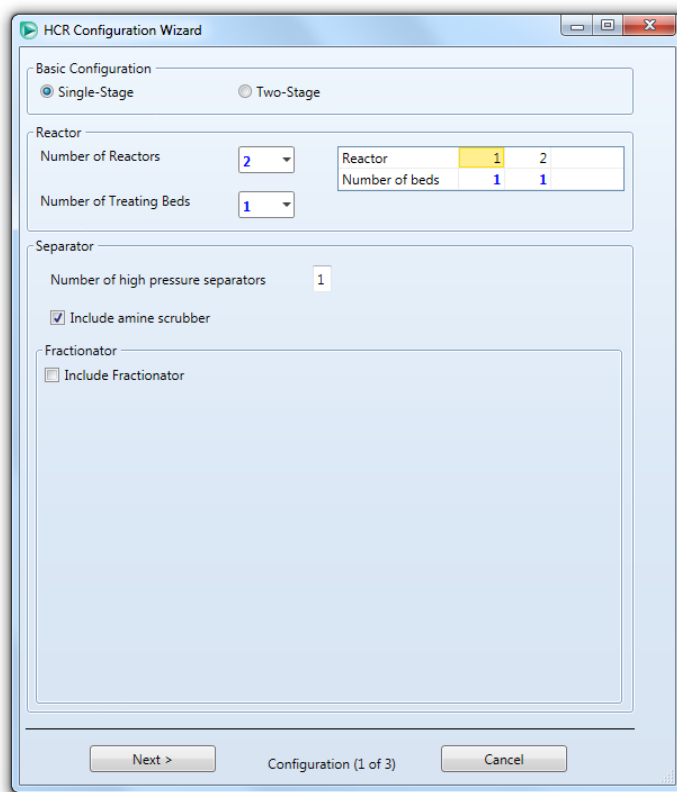 HCR Configuration Wizard
Basic Configuration
Single-Stage Two-Stage
Reactor
Number of Reactors 2
Reactor 1 2
Number of beds 1 1
Number of Treating Beds 1
Separator
Number of high pressure separators 1
Include amine scrubber
Fractionator
Include Fractionator
Next > Configuration (1 of 3) Cancel